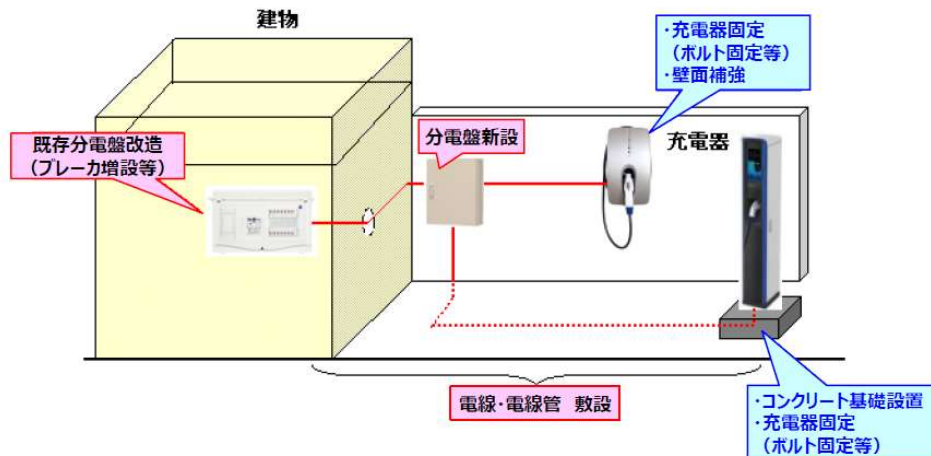 建物
・充電器固定
（ボルト固定等）
・壁面補強
既存分電盤改造
（ブレーカ増設等）
分電盤新設
充電器
電線・電線管 敷設
・コンクリート基礎設置
・充電器固定
（ボルト固定等）